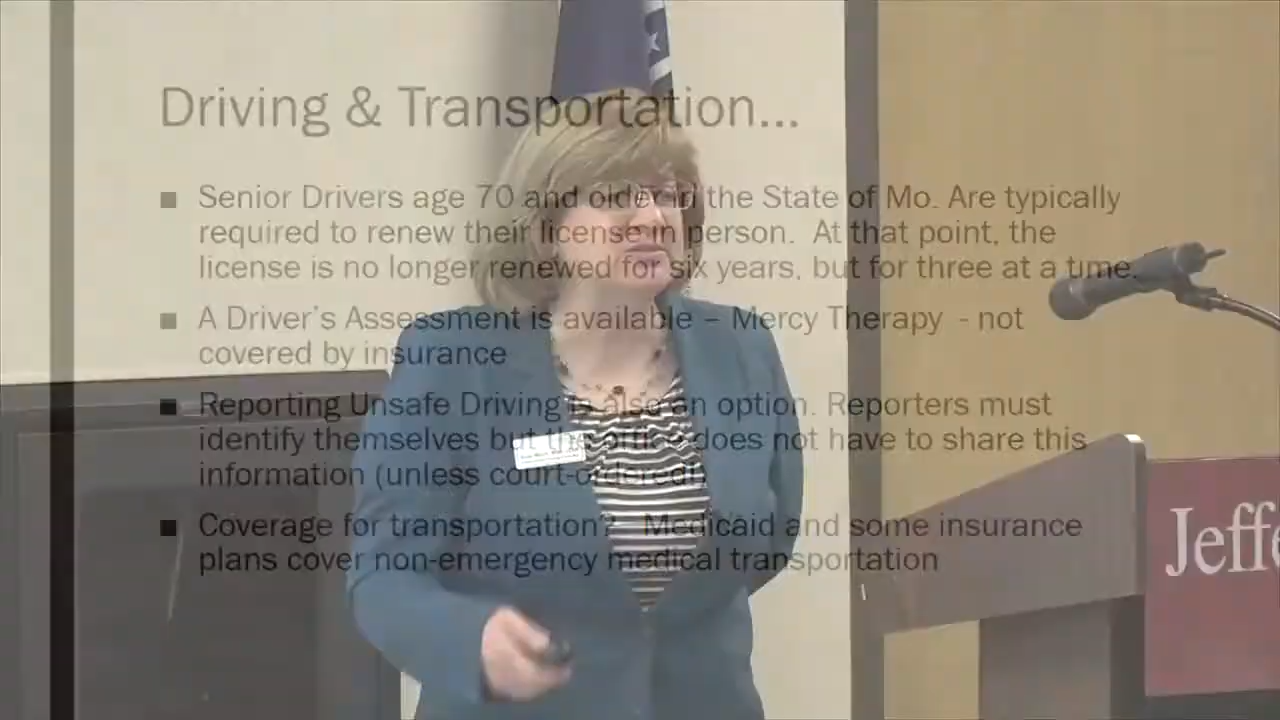 Driving & Transportation...
■ Senior Drivers age 70 and older in the State of Mo. Are typically
required to renew their license in person. At that point, the
license is no longer renewed for six years, but for three at a time.
■ A Driver's Assessment is available – Mercy Therapy - not
covered by insurance
■ Reporting Unsafe Driving is also an option. Reporters must
identify themselves but the office does not have to share this
information (unless court-ordered).
■ Coverage for transportation? Medicaid and some insurance
plans cover non-emergency medical transportation
Jeffe